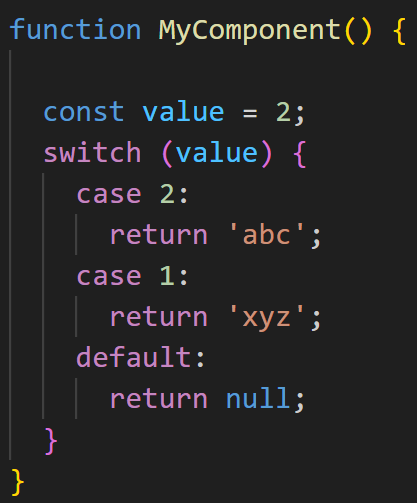 function MyComponent() {
const value = 2;
switch (value) {
case 2:
return 'abc';
case 1:
return 'xyz';
default:
return null;
}
}